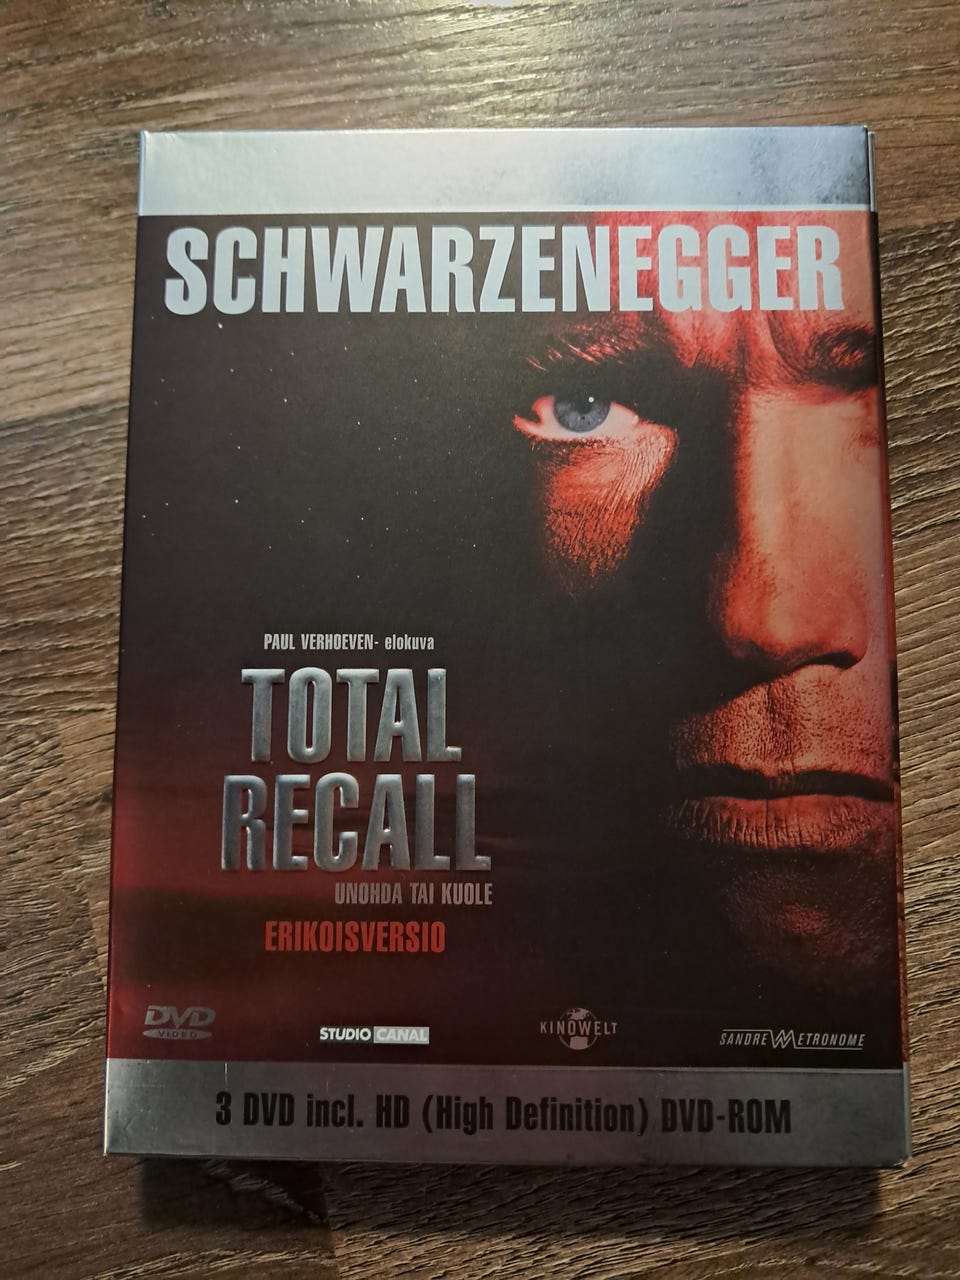 SCHWARZENEGGER
PAUL VERHOEVEN- elokuva
TOTAL
RECALL
UNOHDA TAI KUOLE
ERIKOISVERSIO
DVD
VIDEO
STUDIO CANAL
KINOWELT
SANDREW METRONOME
3 DVD incl. HD (High Definition) DVD-ROM